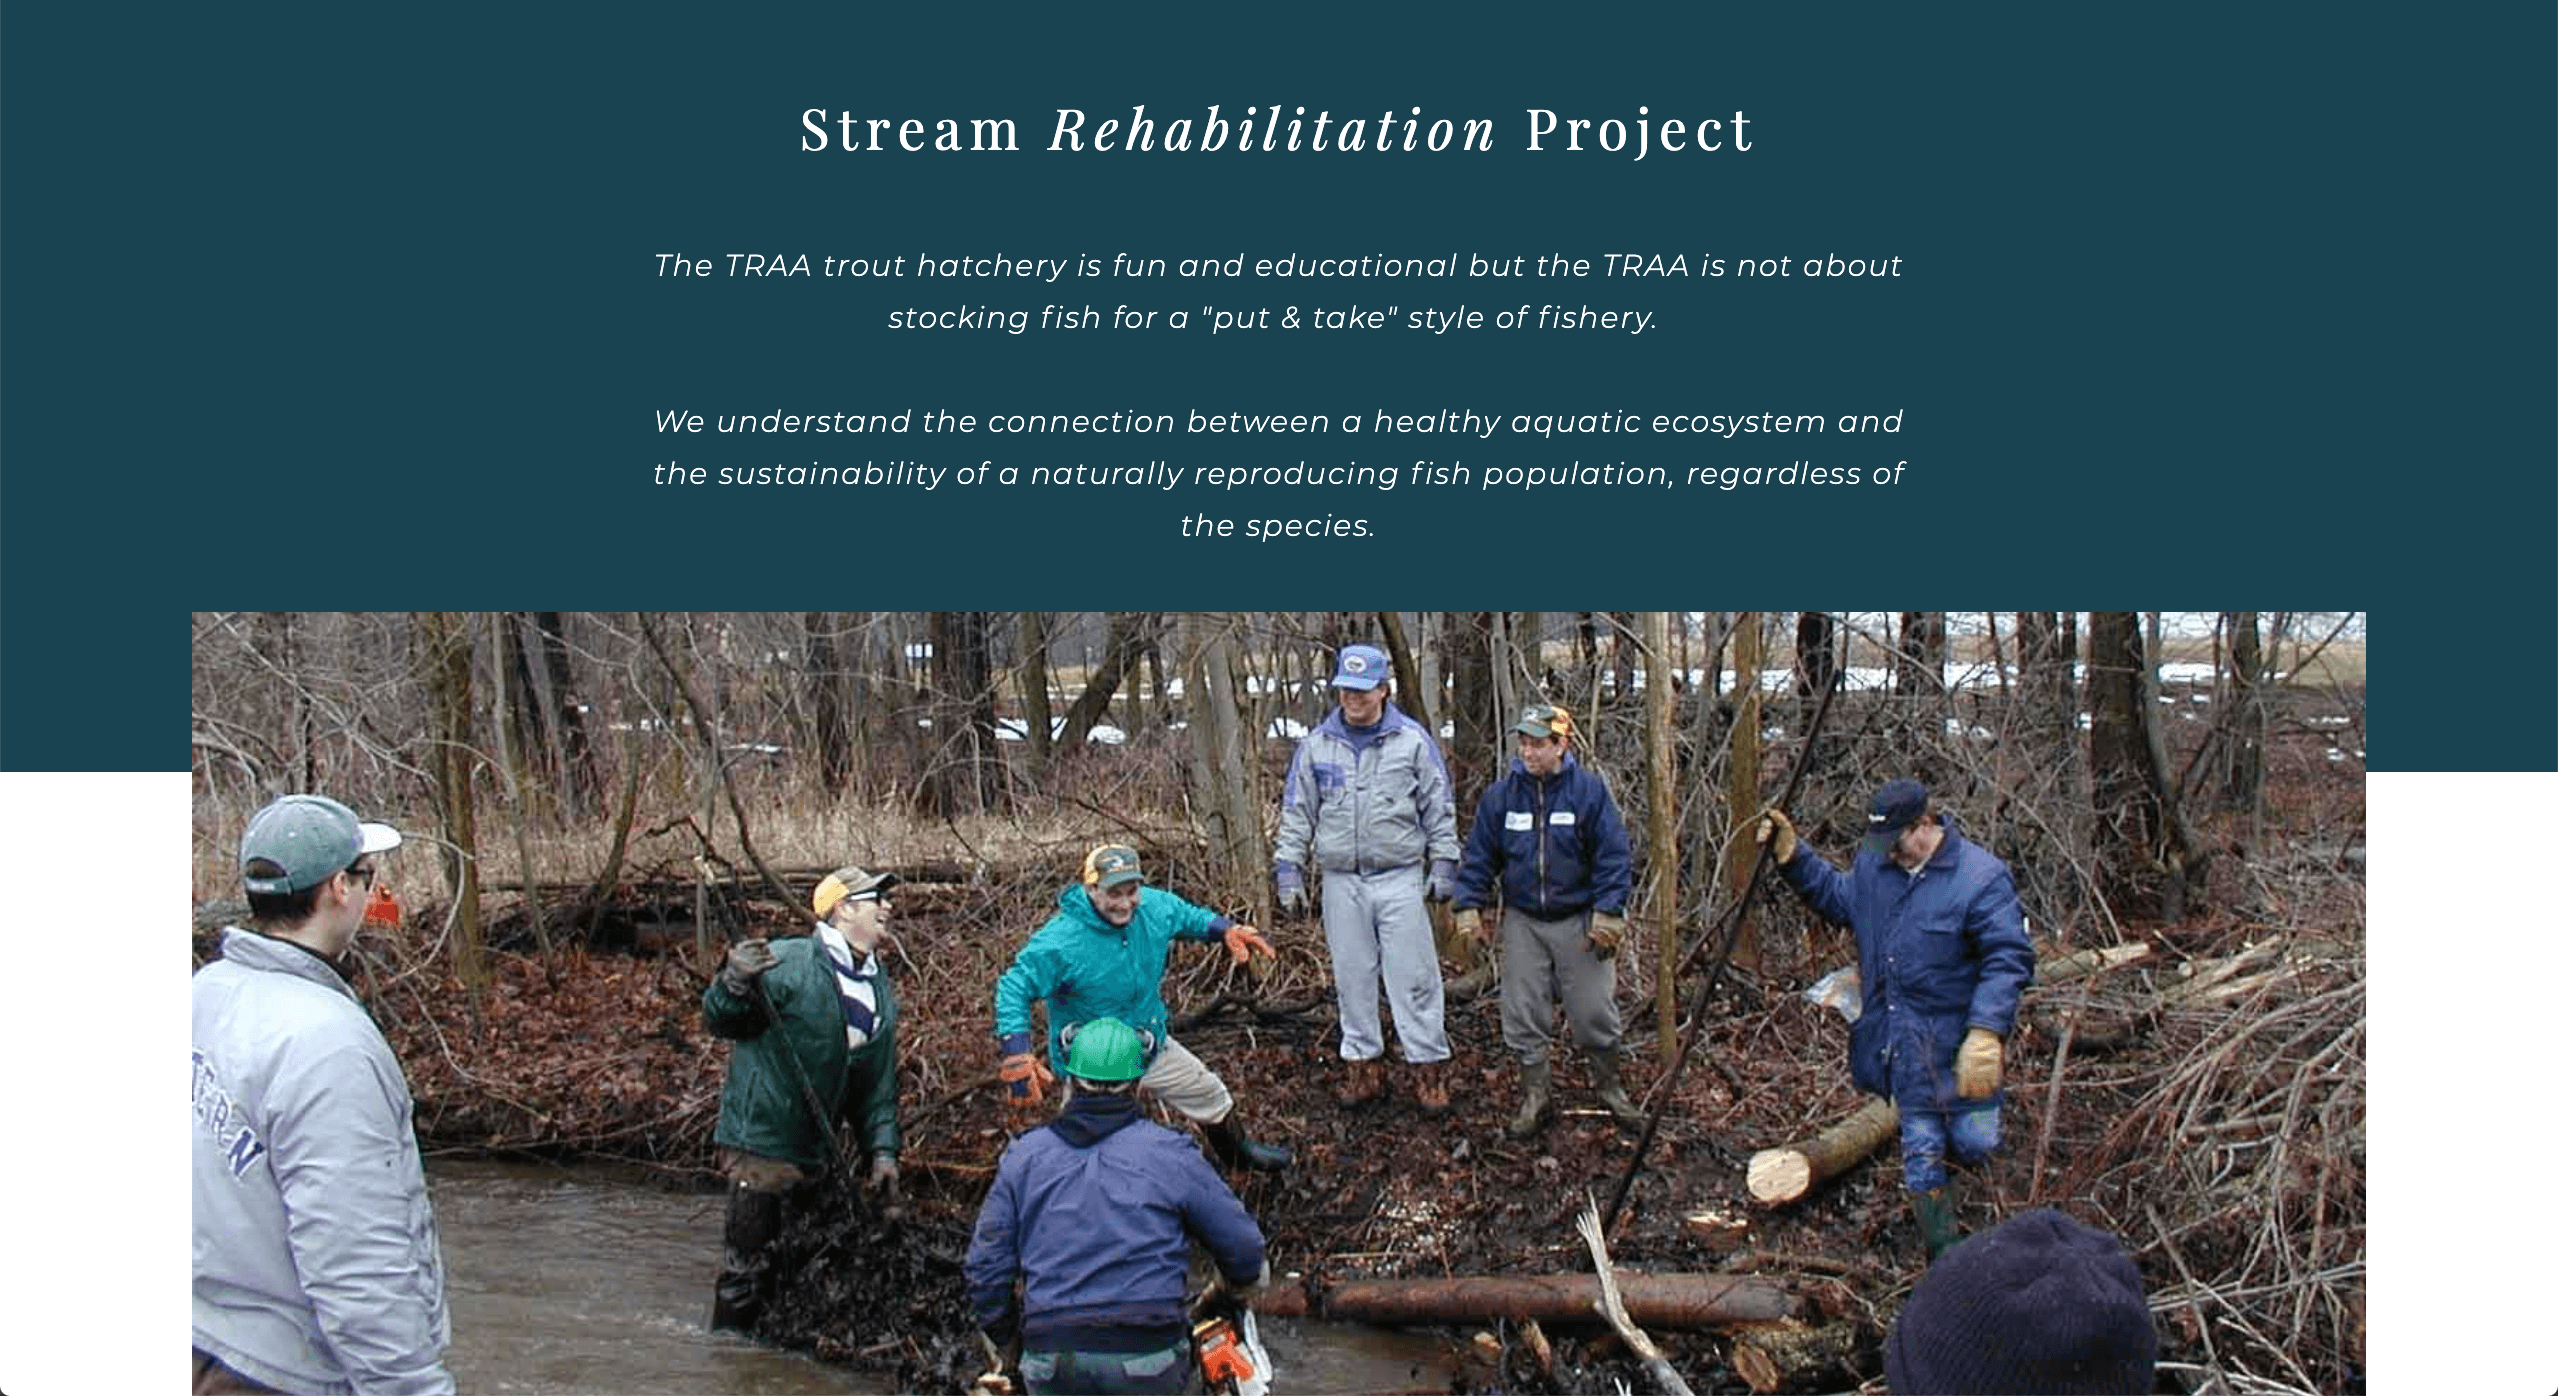 Stream Rehabilitation Project
The TRAA trout hatchery is fun and educational but the TRAA is not about
stocking fish for a "put & take" style of fishery.
We understand the connection between a healthy aquatic ecosystem and
the sustainability of a naturally reproducing fish population, regardless of
the species.